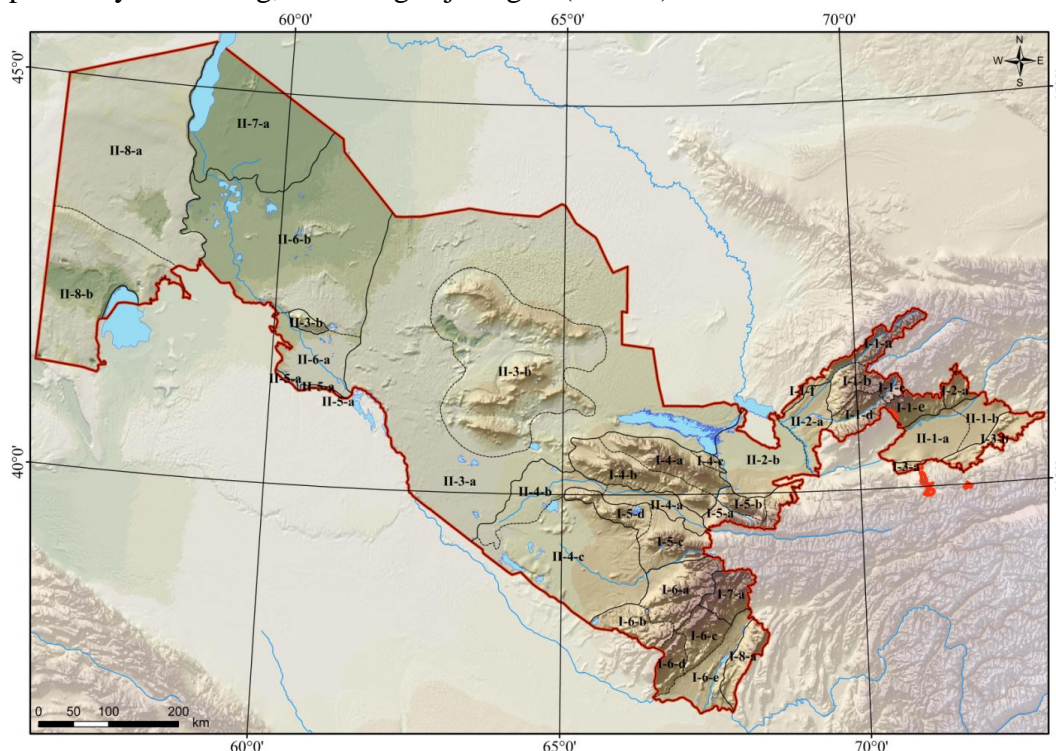 60°0'
65°0'
70°0'
45°0'
N
W E
S
II-7-a
II-8-a
II-6-b
II-8-b
II-3-b
II-6-a
II-5-a
II-5-a
II-5-a
II-3-b
I-1-a
I-1-f
I-1-b
I-1-c
I-1-d
I-1-e
I-2-a
II-2-a
II-1-b
II-1-a
I-3-b
I-3-a
40°0'
II-3-a
I-4-a
I-4-c
II-2-b
I-4-b
II-4-b
II-4-a
I-5-b
I-5-d
I-5-a
I-5-c
II-4-c
I-6-a
I-7-a
I-6-b
I-6-c
I-8-a
I-6-d
I-6-e
0 50 100 200
km
60°0'
65°0'
70°0'